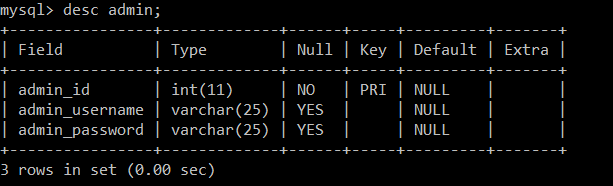 mysql> desc admin;
+----------------+-------------+------+-----+---------+-------+
| Field          | Type        | Null | Key | Default | Extra |
+----------------+-------------+------+-----+---------+-------+
| admin_id       | int(11)     | NO   | PRI | NULL    |       |
| admin_username | varchar(25) | YES  |     | NULL    |       |
| admin_password | varchar(25) | YES  |     | NULL    |       |
+----------------+-------------+------+-----+---------+-------+
3 rows in set (0.00 sec)